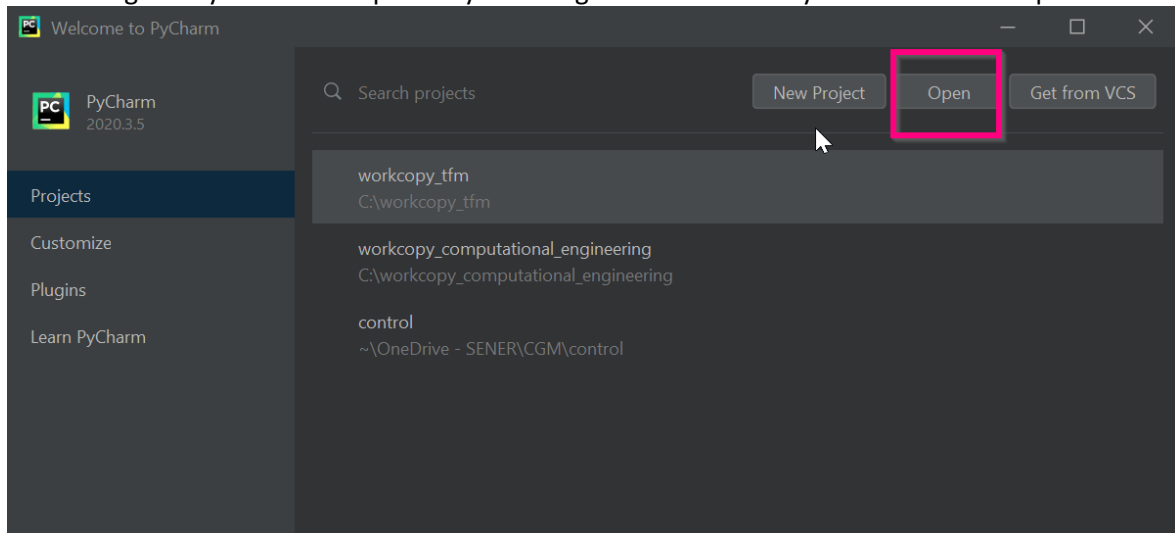 Welcome to PyCharm
PC
PyCharm
2020.3.5
Search projects
New Project
Open
Get from VCS
Projects
Customize
Plugins
Learn PyCharm
workcopy_tfm
C:\workcopy_tfm
workcopy_computational_engineering
C:\workcopy_computational_engineering
control
~\OneDrive - SENER\CGM\control